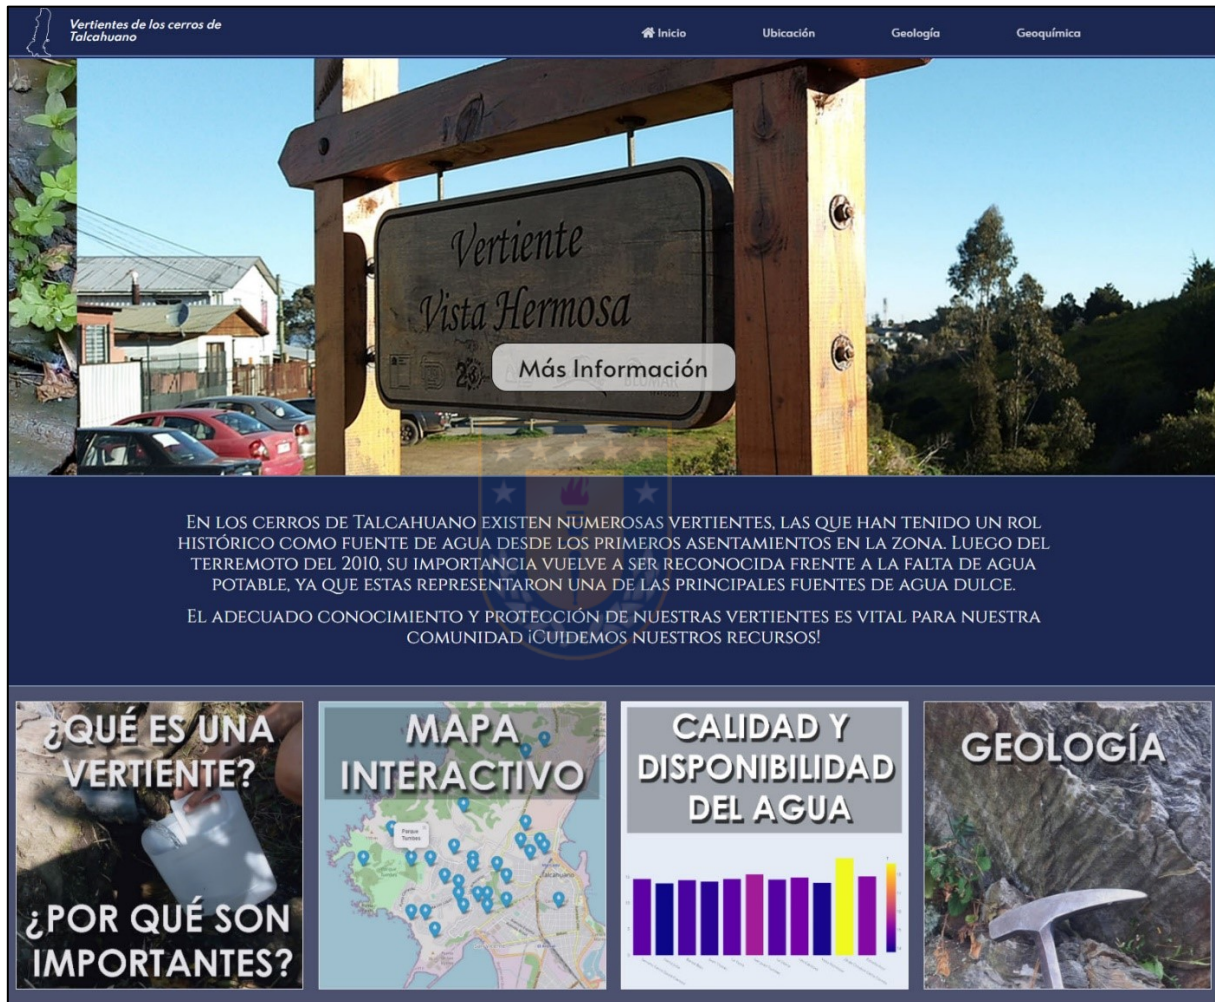 Vertientes de los cerros de
Talcahuano
Inicio
Ubicación
Geología
Geoquímica
Vertiente
Vista Hermosa
Más Información
En los cerros de Talcahuano existen numerosas vertientes, las que han tenido un rol
histórico como fuente de agua desde los primeros asentamientos en la zona. Luego del
terremoto del 2010, su importancia vuelve a ser reconocida frente a la falta de agua
potable, ya que estas representaron una de las principales fuentes de agua dulce.
El adecuado conocimiento y protección de nuestras vertientes es vital para nuestra
comunidad ¡Cuidemos nuestros recursos!
¿QUÉ ES UNA
VERTIENTE?
¿POR QUÉ SON
IMPORTANTES?
MAPA
INTERACTIVO
Parque
Tumbes
Talcahuano
CALIDAD Y
DISPONIBILIDAD
DEL AGUA
GEOLOGÍA